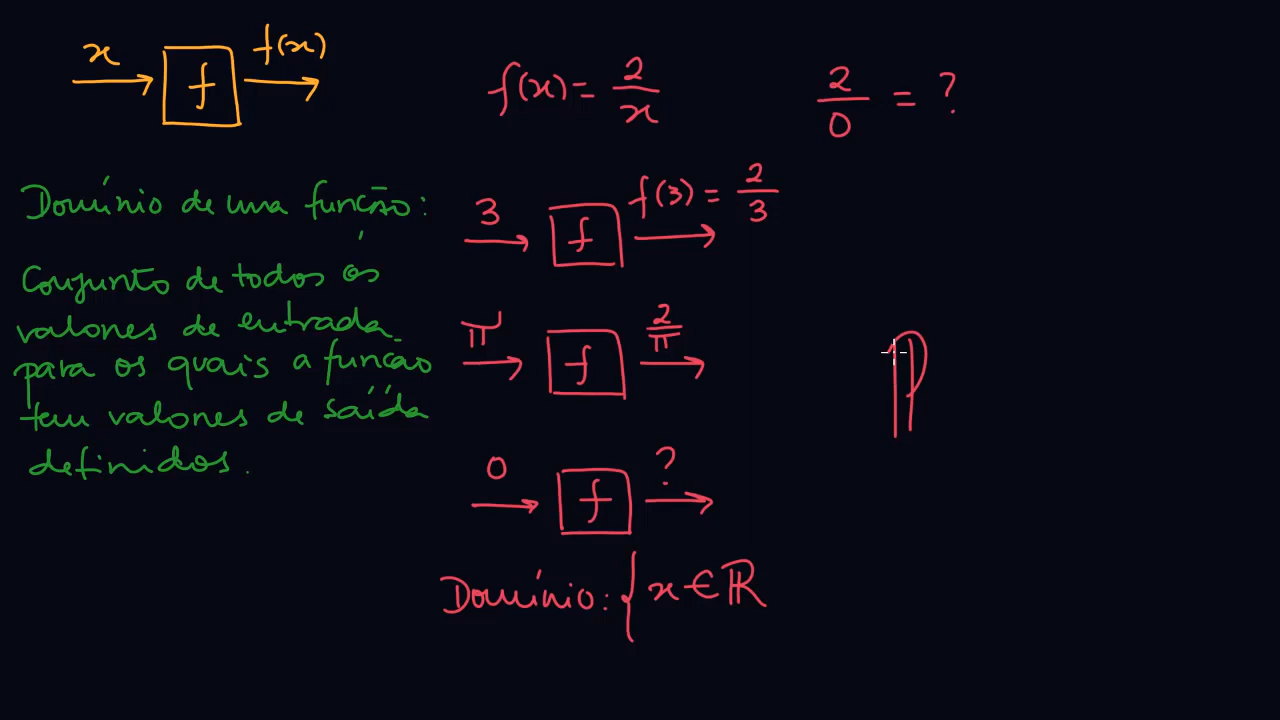 x f f(x)
f(x) = 2/x
2/0 = ?
Domínio de uma função:
Conjunto de todos os
valores de entrada
para os quais a funcao
tem valores de saída
definidos.
3 f f(3) = 2/3
π f 2/π
0 f ?
Domínio: { x ∈ ℝ